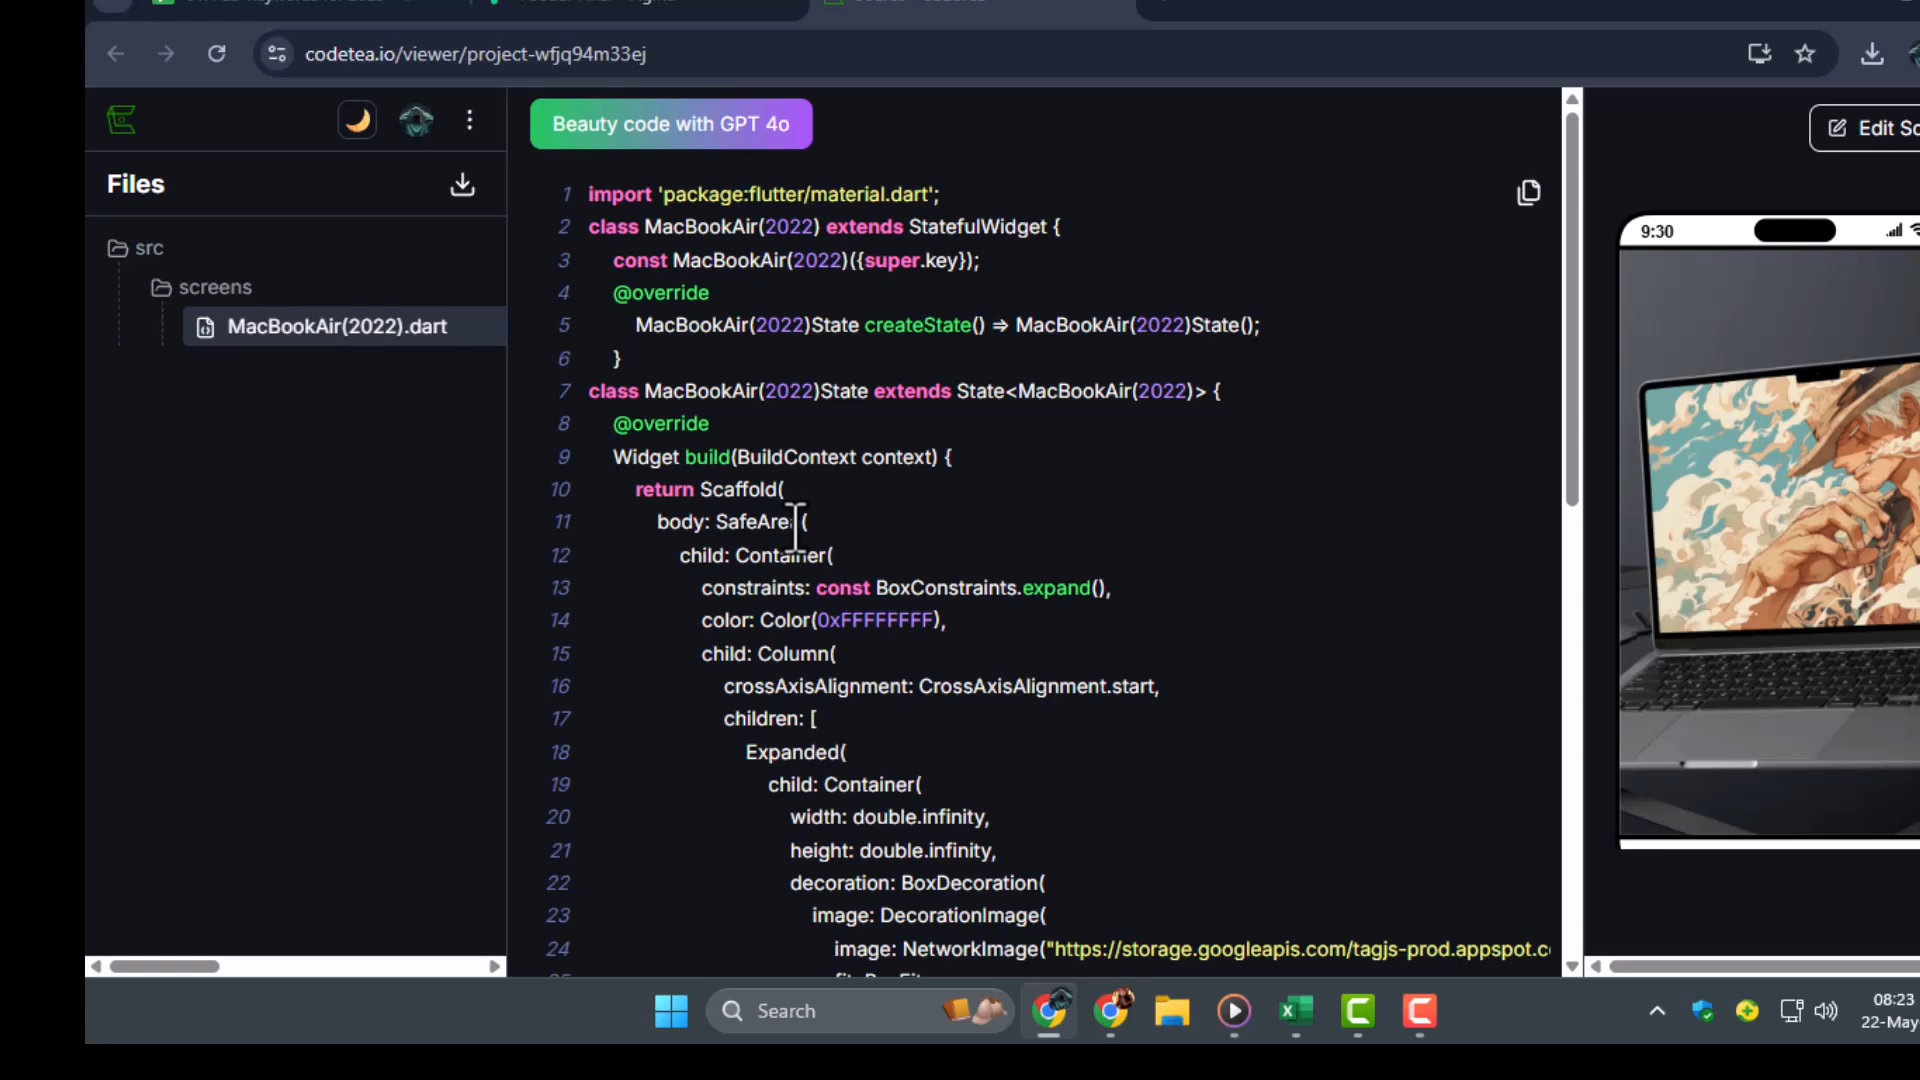 codetea.io/viewer/project-wfjq94m33ej
Files
src
screens
MacBookAir(2022).dart
Beauty code with GPT 4o
1 import 'package:flutter/material.dart';
2 class MacBookAir(2022) extends StatefulWidget {
3 const MacBookAir(2022)({super.key});
4 @override
5 MacBookAir(2022)State createState() => MacBookAir(2022)State();
6 }
7 class MacBookAir(2022)State extends State<MacBookAir(2022)> {
8 @override
9 Widget build(BuildContext context) {
10 return Scaffold(
11 body: SafeArea(
12 child: Container(
13 constraints: const BoxConstraints.expand(),
14 color: Color(0xFFFFFFFF),
15 child: Column(
16 crossAxisAlignment: CrossAxisAlignment.start,
17 children: [
18 Expanded(
19 child: Container(
20 width: double.infinity,
21 height: double.infinity,
22 decoration: BoxDecoration(
23 image: DecorationImage(
24 image: NetworkImage("https://storage.googleapis.com/tagjs-prod.appspot.c
Edit Sc
9:30
Search
08:23
22-May